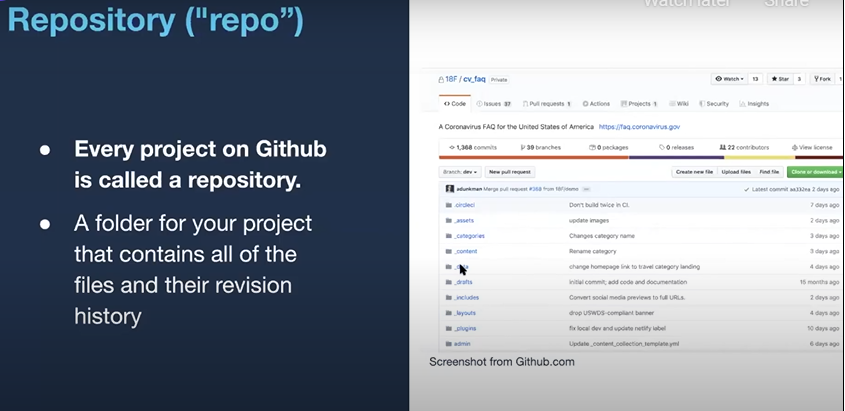 Watch later Share
Repository ("repo”)
● Every project on Github
is called a repository.
● A folder for your project
that contains all of the
files and their revision
history
18F / cv_faq Private
Watch 13 Star 3 Fork 1
Code Issues 37 Pull requests 1 Actions Projects 1 Wiki Security Insights
A Coronavirus FAQ for the United States of America https://faq.coronavirus.gov
1,368 commits 39 branches 0 packages 0 releases 22 contributors View license
Branch: dev New pull request Create new file Upload files Find file Clone or download
adunkman Merge pull request #358 from 18F/demo Latest commit 2 days ago
.circleci Don't build twice in CI. 7 days ago
_assets update images 2 days ago
_categories Changes category name 3 days ago
_content Rename category 3 days ago
change homepage link to travel category landing 4 days ago
_drafts initial commit; add code and documentation 15 months ago
_includes Convert social media previews to full URLs. 2 days ago
_layouts drop USWDS-compliant banner 4 days ago
_plugins fix local dev and update netlify label 10 days ago
admin Update _content_collection_template.yml 6 days ago
Screenshot from Github.com